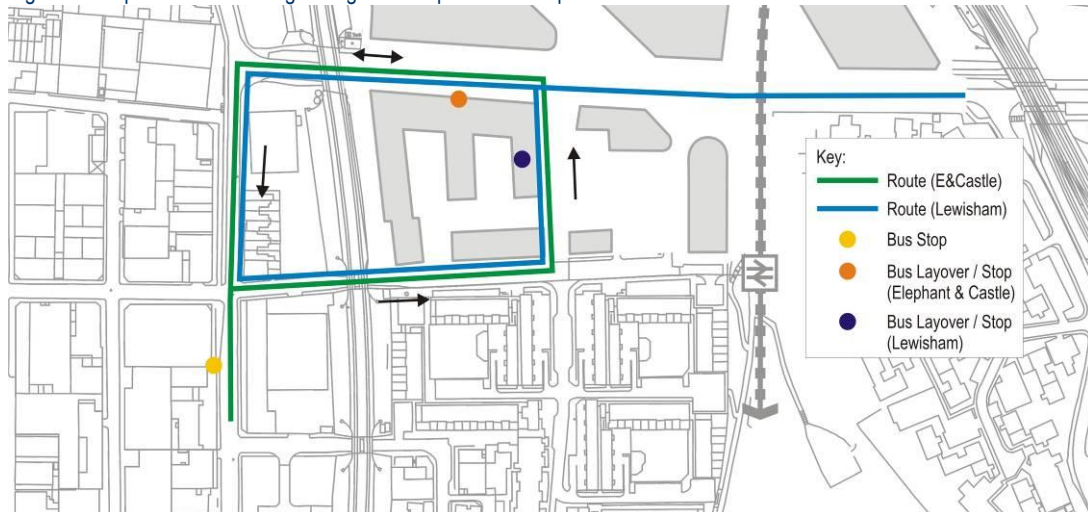 Key:
Route (E&Castle)
Route (Lewisham)
Bus Stop
Bus Layover / Stop
(Elephant & Castle)
Bus Layover / Stop
(Lewisham)